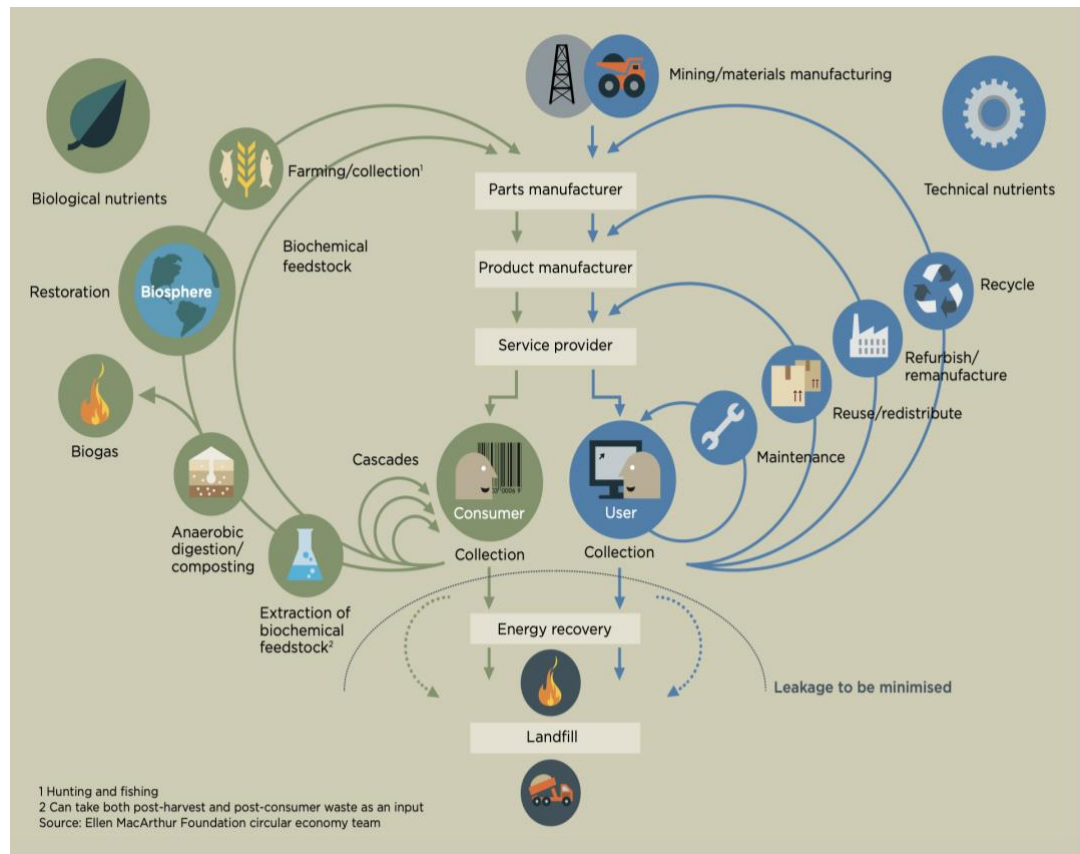 Mining/materials manufacturing
Biological nutrients
Technical nutrients
Farming/collection¹
Parts manufacturer
Biochemical
feedstock
Product manufacturer
Restoration
Biosphere
Recycle
Service provider
Refurbish/
remanufacture
Reuse/redistribute
Biogas
Cascades
Maintenance
Consumer
User
Anaerobic
digestion/
composting
Collection
Collection
Extraction of
biochemical
feedstock²
Energy recovery
Leakage to be minimised
Landfill
1 Hunting and fishing
2 Can take both post-harvest and post-consumer waste as an input
Source: Ellen MacArthur Foundation circular economy team